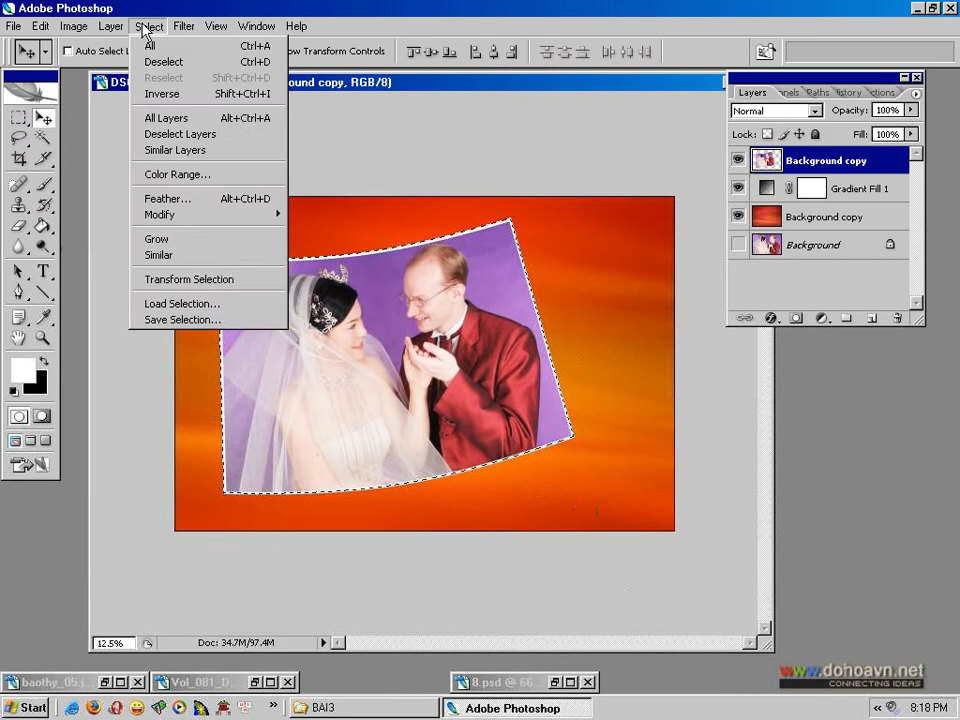 Adobe Photoshop
File Edit Image Layer Select Filter View Window Help
Auto Select L
ow Transform Controls
All Ctrl+A
Deselect Ctrl+D
Reselect Shift+Ctrl+D
Inverse Shift+Ctrl+I
All Layers Alt+Ctrl+A
Deselect Layers
Similar Layers
Color Range...
Feather... Alt+Ctrl+D
Modify
Grow
Similar
Transform Selection
Load Selection...
Save Selection...
DS
ound copy, RGB/8)
Layers nnels Paths History ctions
Normal Opacity: 100%
Lock: Fill: 100%
Background copy
Gradient Fill 1
Background copy
Background
12.5% Doc: 34.7M/97.4M
baothy_05.j
Vol_081_D
8.psd @ 66
www.dohoavn.net
CONNECTING IDEAS
Start
BAI3
Adobe Photoshop
8:18 PM